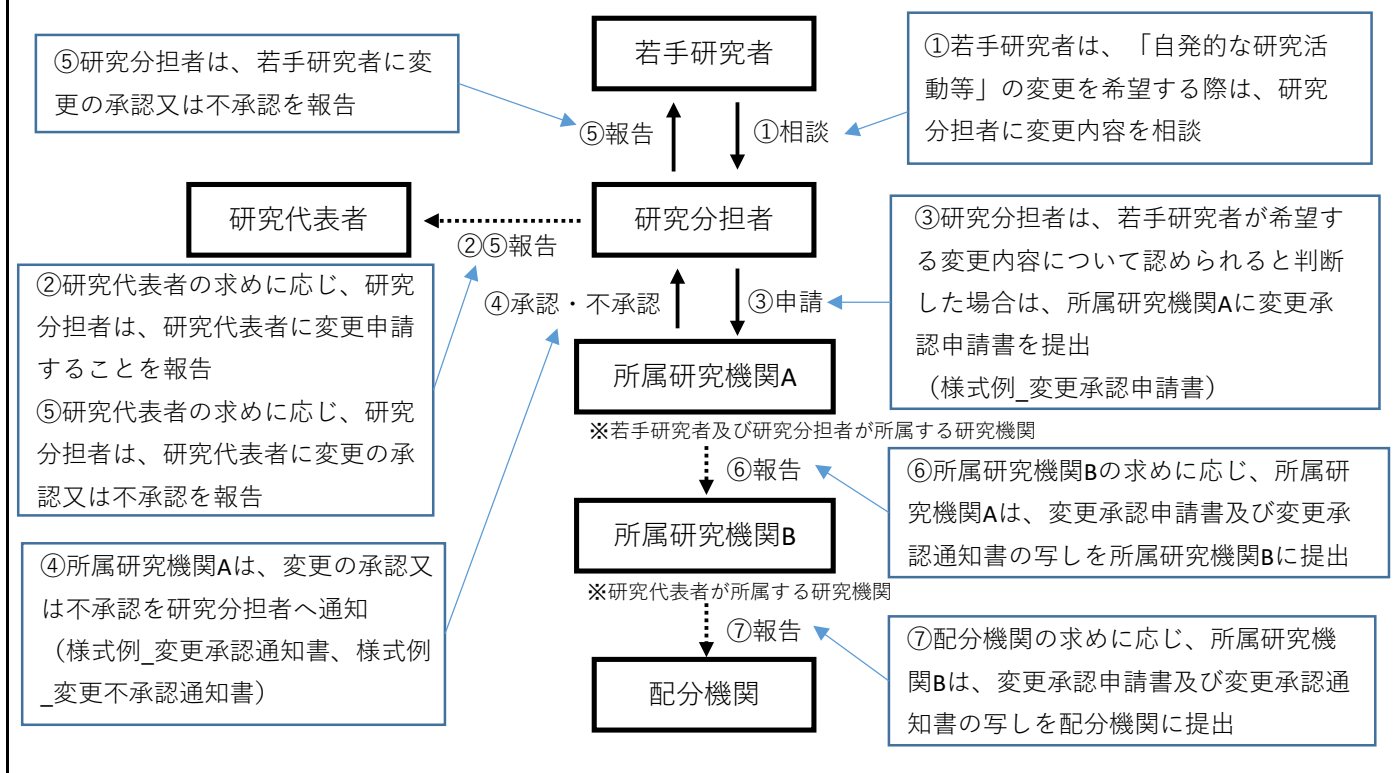 若手研究者
⑤研究分担者は、若手研究者に変
更の承認又は不承認を報告
①若手研究者は、「自発的な研究活
動等」の変更を希望する際は、研究
分担者に変更内容を相談
⑤報告
①相談
研究代表者
研究分担者
②⑤報告
②研究代表者の求めに応じ、研究
分担者は、研究代表者に変更申請
することを報告
⑤研究代表者の求めに応じ、研究
分担者は、研究代表者に変更の承
認又は不承認を報告
④承認・不承認
③申請
③研究分担者は、若手研究者が希望す
る変更内容について認められると判断
した場合は、所属研究機関Aに変更承
認申請書を提出
（様式例_変更承認申請書）
所属研究機関A
※若手研究者及び研究分担者が所属する研究機関
⑥報告
⑥所属研究機関Bの求めに応じ、所属研
究機関Aは、変更承認申請書及び変更承
認通知書の写しを所属研究機関Bに提出
所属研究機関B
※研究代表者が所属する研究機関
④所属研究機関Aは、変更の承認又
は不承認を研究分担者へ通知
（様式例_変更承認通知書、様式例
_変更不承認通知書）
⑦報告
⑦配分機関の求めに応じ、所属研究機
関Bは、変更承認申請書及び変更承認通
知書の写しを配分機関に提出
配分機関